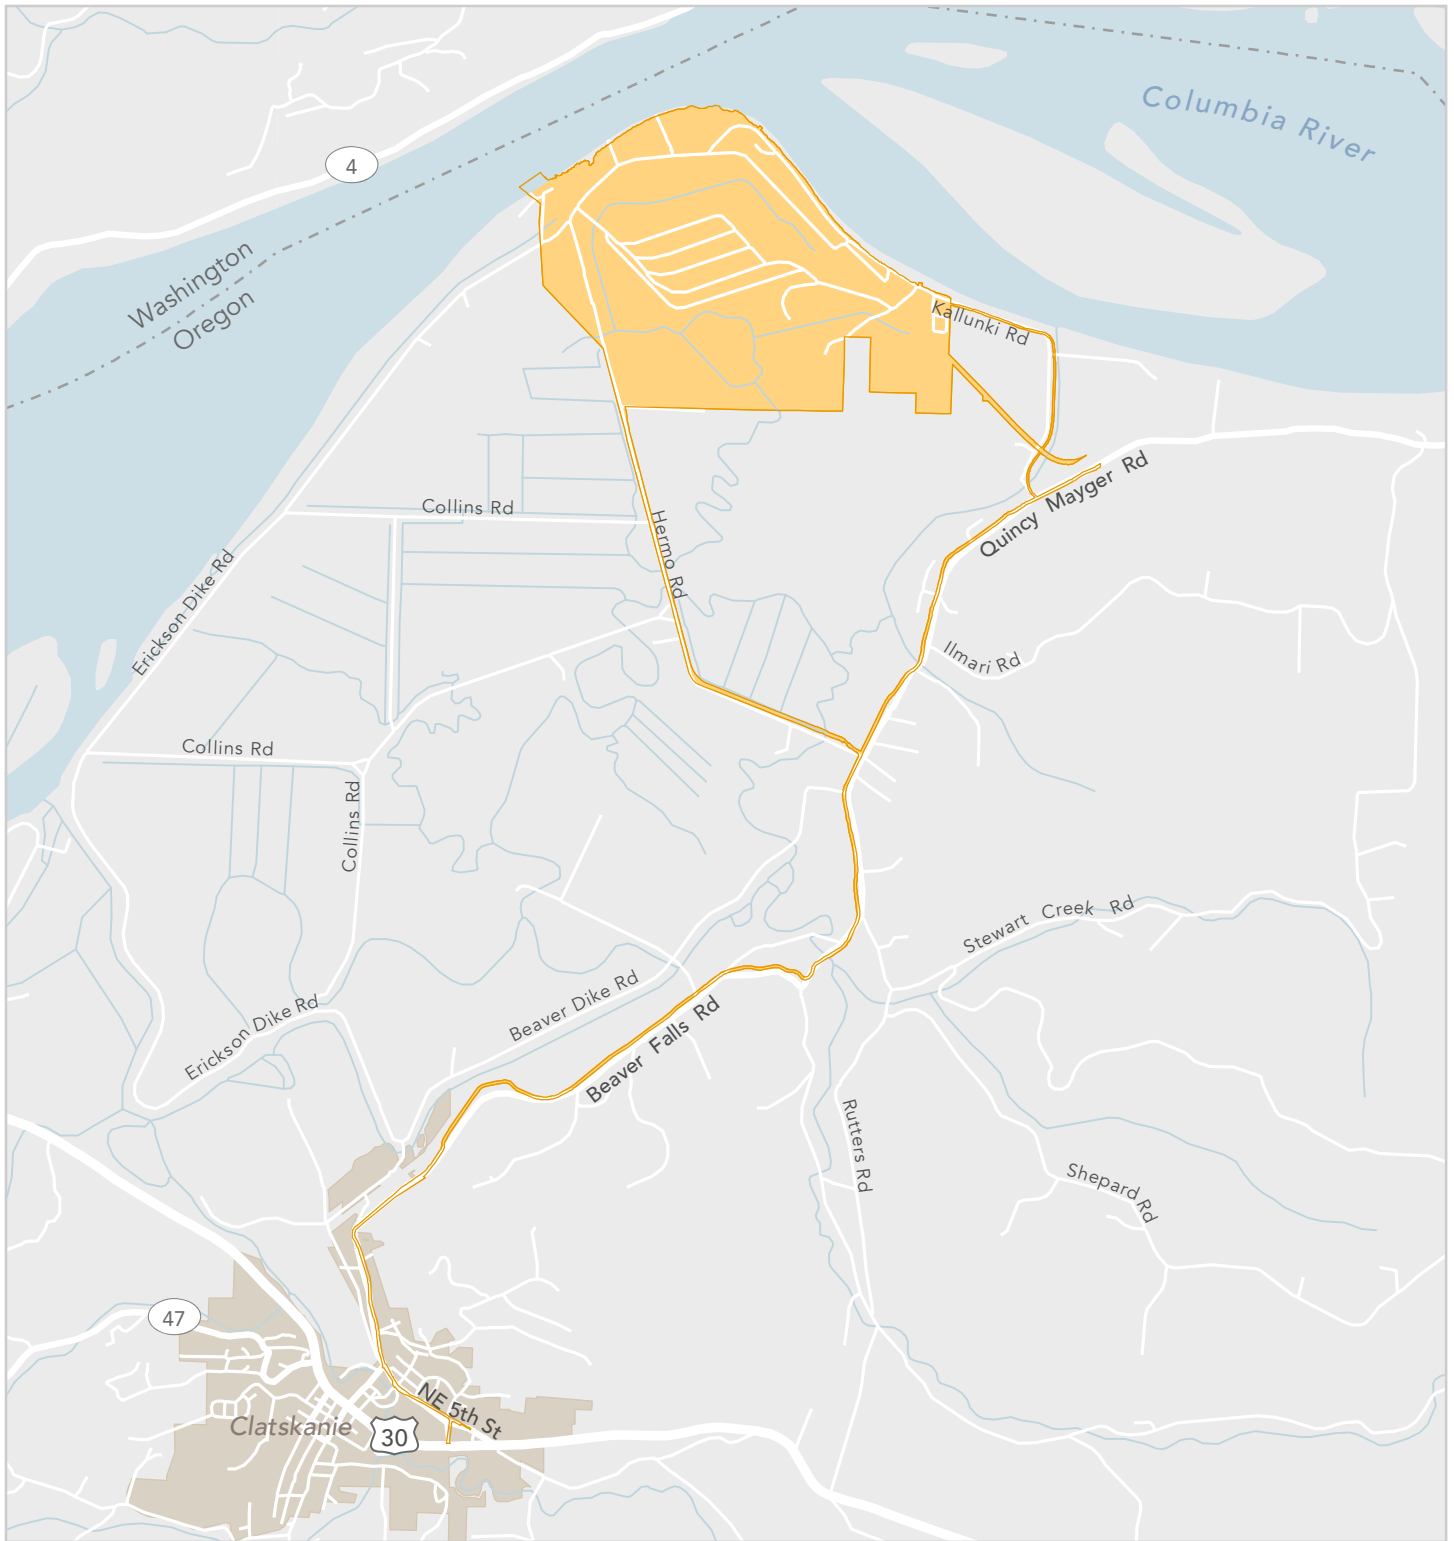 Columbia River
4
Washington
Oregon
Kallunki Rd
Quincy Mayger Rd
Collins Rd
Hermo Rd
Erickson Dike Rd
Ilmari Rd
Collins Rd
Collins Rd
Stewart Creek Rd
Beaver Dike Rd
Erickson Dike Rd
Beaver Falls Rd
Rutters Rd
Shepard Rd
47
NE 5th St
Clatskanie
30